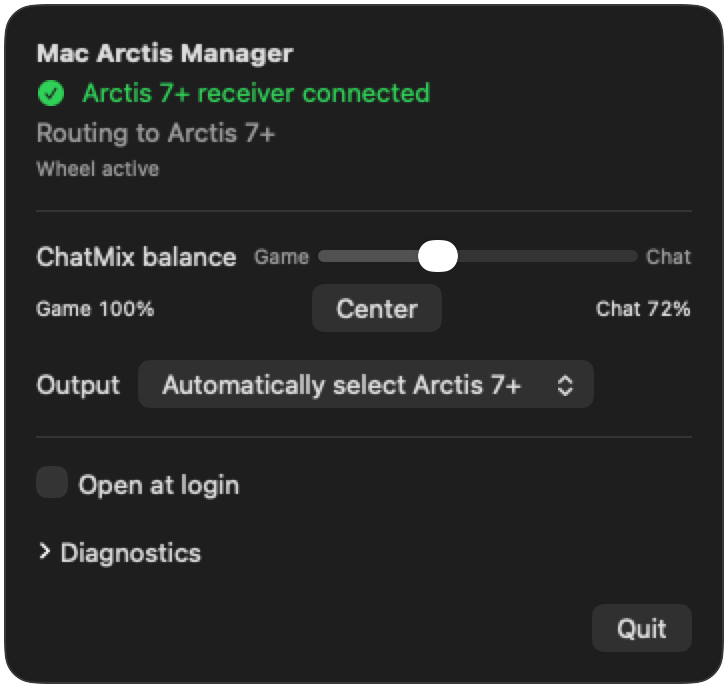 Mac Arctis Manager
Arctis 7+ receiver connected
Routing to Arctis 7+
Wheel active
ChatMix balance Game Chat
Game 100% Center Chat 72%
Output Automatically select Arctis 7+
Open at login
Diagnostics
Quit